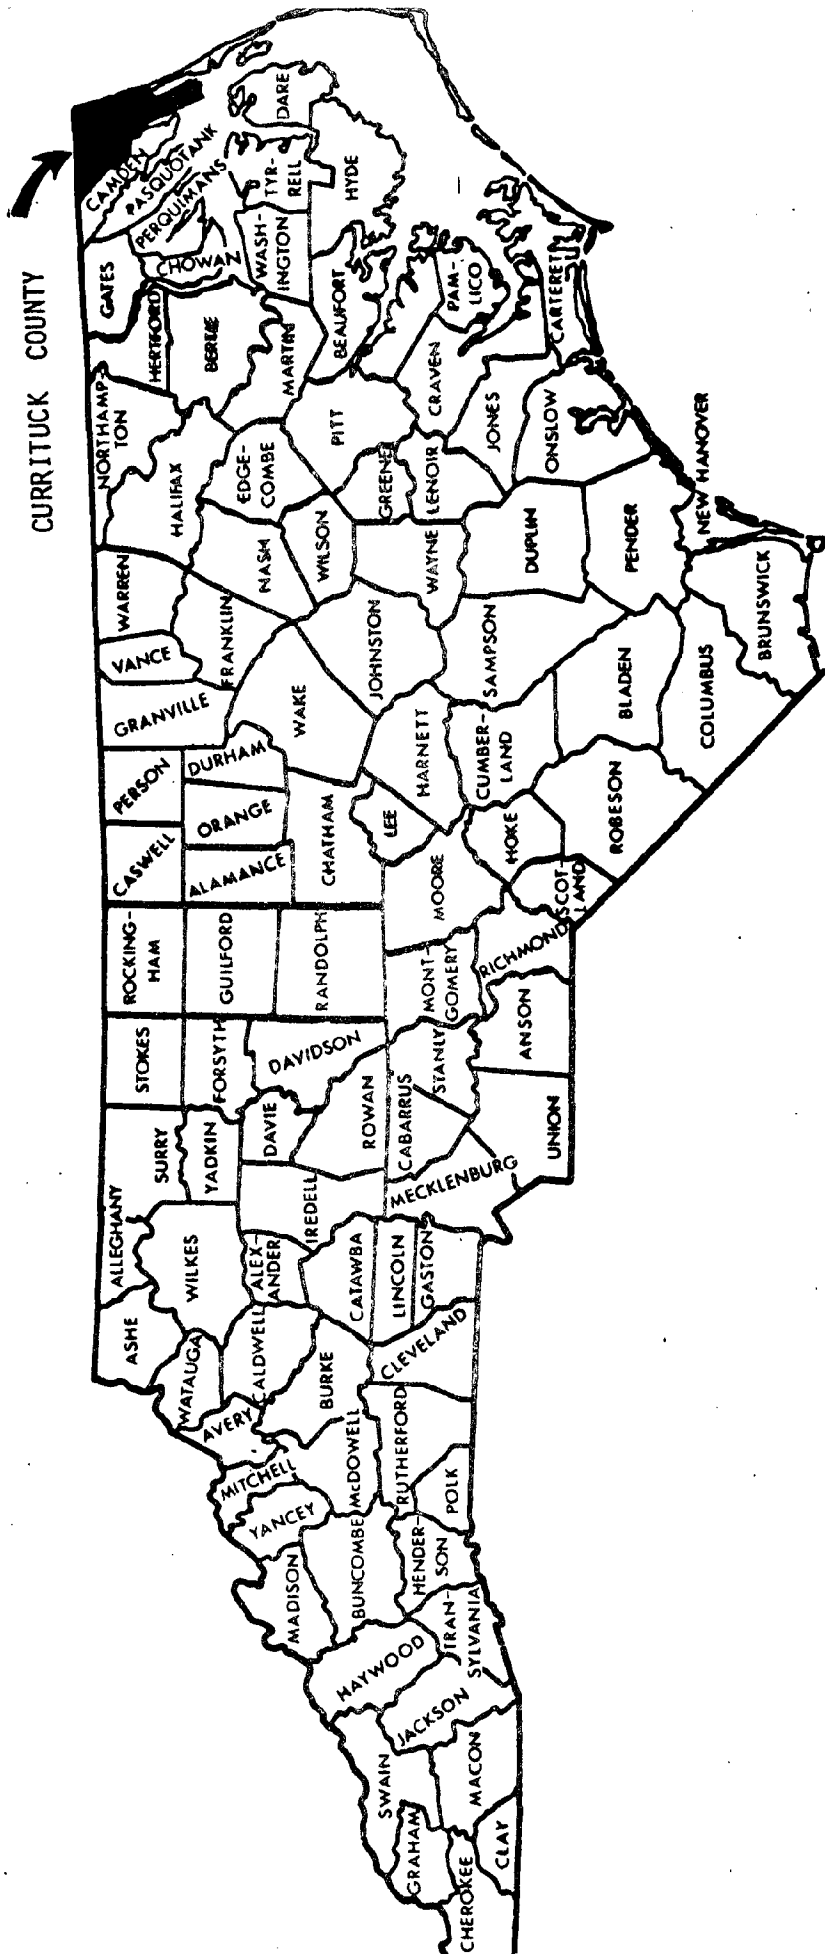 CURRITUCK COUNTY
CAMDEN
PASQUOTANK
PERQUIMANS
GATES
CHOWAN
HERTFORD
BERTIE
WASH-
INGTON
TYR-
RELL
DARE
HYDE
NORTHAMP-
TON
HALIFAX
EDGE-
COMBE
MARTIN
BEAUFORT
PITT
PAM-
LICO
CRAVEN
CARTERET
JONES
ONSLOW
LENOIR
GREENE
WARREN
NASH
WILSON
WAYNE
DUPLIN
PENDER
NEW HANOVER
VANCE
FRANKLIN
JOHNSTON
SAMPSON
BLADEN
BRUNSWICK
COLUMBUS
GRANVILLE
WAKE
HARNETT
CUMBER-
LAND
ROBESON
PERSON
DURHAM
ORANGE
CHATHAM
LEE
HOKE
SCOT-
LAND
CASWELL
ALAMANCE
MOORE
RICHMOND
ROCKING-
HAM
GUILFORD
RANDOLPH
MONT-
GOMERY
ANSON
STOKES
FORSYTH
DAVIDSON
STANLY
UNION
SURRY
YADKIN
DAVIE
ROWAN
CABARRUS
MECKLENBURG
ALLEGHANY
WILKES
IREDELL
ALEX-
ANDER
CATAWBA
LINCOLN
GASTON
ASHE
WATAUGA
CALDWELL
BURKE
CLEVELAND
AVERY
MITCHELL
McDOWELL
RUTHERFORD
POLK
YANCEY
MADISON
BUNCOMBE
HENDER-
SON
HAYWOOD
TRAN-
SYLVANIA
JACKSON
SWAIN
MACON
GRAHAM
CHEROKEE
CLAY